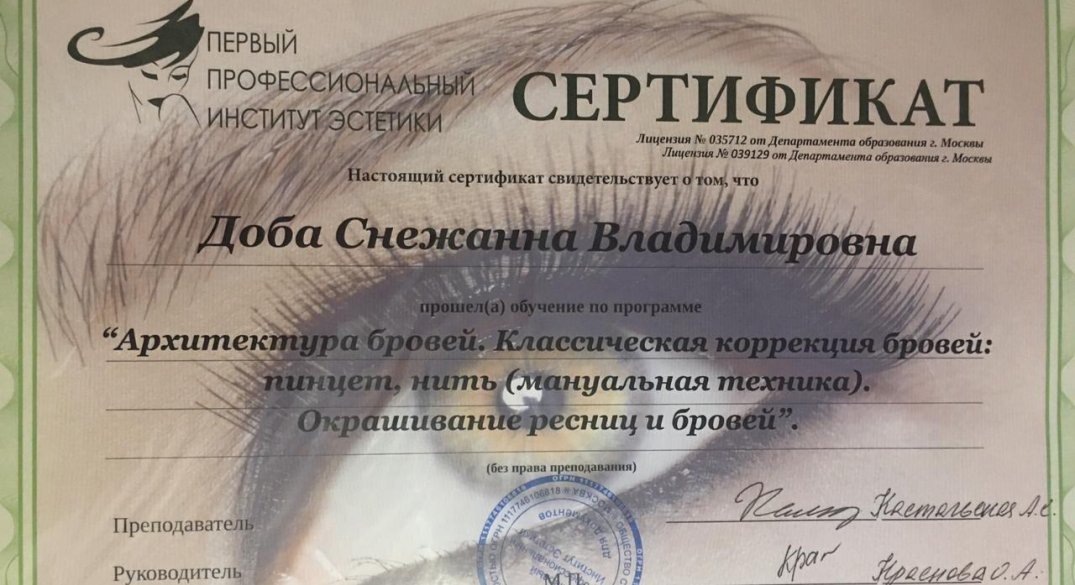 ПЕРВЫЙ
ПРОФЕССИОНАЛЬНЫЙ
ИНСТИТУТ ЭСТЕТИКИ
СЕРТИФИКАТ
Лицензия № 035712 от Департамента образования г. Москвы
Лицензия № 039129 от Департамента образования г. Москвы
Настоящий сертификат свидетельствует о том, что
Доба Снежанна Владимировна
прошел(а) обучение по программе
“Архитектура бровей. Классическая коррекция бровей:
пинцет, нить (мануальная техника).
Окрашивание ресниц и бровей”.
(без права преподавания)
Преподаватель
Кастальская А.С.
Руководитель
Краснова О.А.